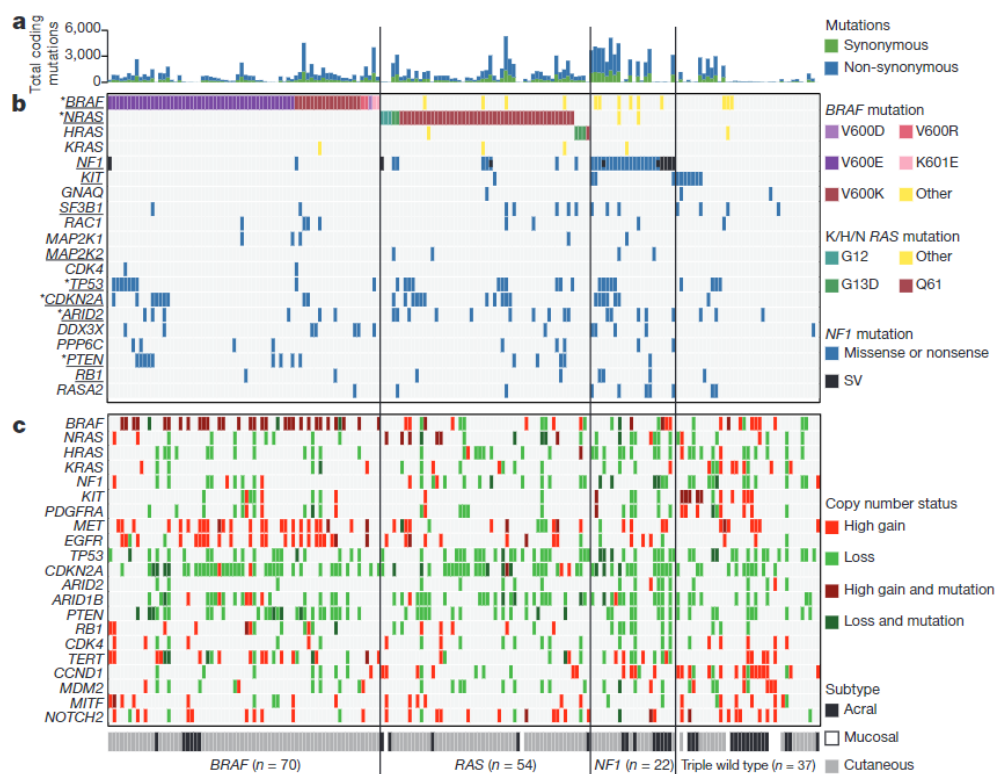 a
Total coding
mutations
6,000
3,000
0
Mutations
Synonymous
Non-synonymous
b
*BRAF
*NRAS
HRAS
KRAS
NF1
KIT
GNAQ
SF3B1
RAC1
MAP2K1
MAP2K2
CDK4
*TP53
*CDKN2A
*ARID2
DDX3X
PPP6C
*PTEN
RB1
RASA2
BRAF mutation
V600D V600R
V600E K601E
V600K Other
K/H/N RAS mutation
G12 Other
G13D Q61
NF1 mutation
Missense or nonsense
SV
c
BRAF
NRAS
HRAS
KRAS
NF1
KIT
PDGFRA
MET
EGFR
TP53
CDKN2A
ARID2
ARID1B
PTEN
RB1
CDK4
TERT
CCND1
MDM2
MITF
NOTCH2
Copy number status
High gain
Loss
High gain and mutation
Loss and mutation
Subtype
Acral
Mucosal
Cutaneous
BRAF (n = 70) RAS (n = 54) NF1 (n = 22) Triple wild type (n = 37)